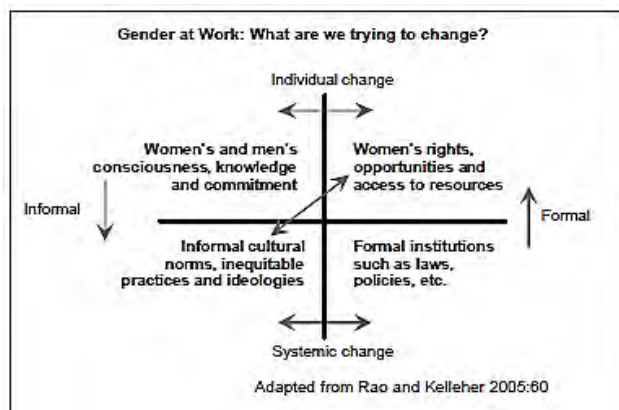 Gender at Work: What are we trying to change?
Individual change
Women's and men's
consciousness, knowledge
and commitment
Women's rights,
opportunities and
access to resources
Informal
Formal
Informal cultural
norms, inequitable
practices and ideologies
Formal institutions
such as laws,
policies, etc.
Systemic change
Adapted from Rao and Kelleher 2005:60